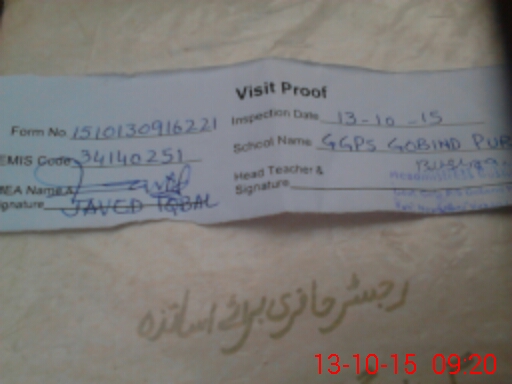 Visit Proof
Form No. 1510130916221
Inspection Date 13-10-15
EMIS Code 34140251
School Name GGPS GOBIND PUR
Head Teacher &
Signature
MEA Name &
Signature JAVED IQBAL
رجسٹر حاضری برائے اساتذہ
13-10-15 09:20